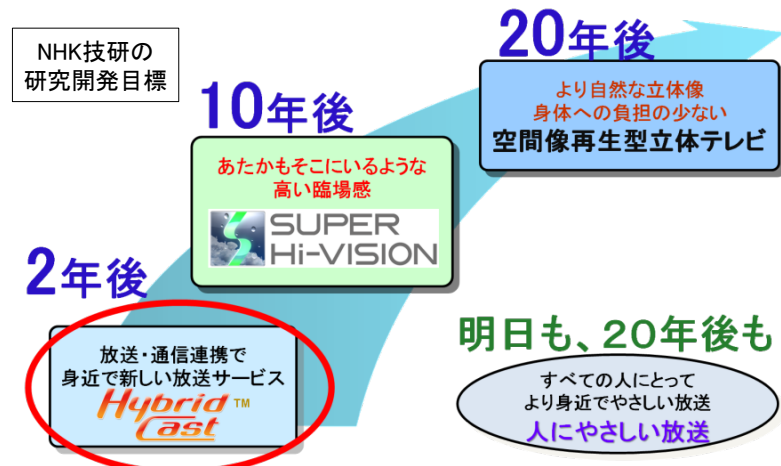 NHK技研の
研究開発目標
20年後
より自然な立体像
身体への負担の少ない
空間像再生型立体テレビ
10年後
あたかもそこにいるような
高い臨場感
SUPER
Hi-VISION
2年後
放送・通信連携で
身近で新しい放送サービス
Hybrid TM
Cast
明日も、20年後も
すべての人にとって
より身近でやさしい放送
人にやさしい放送